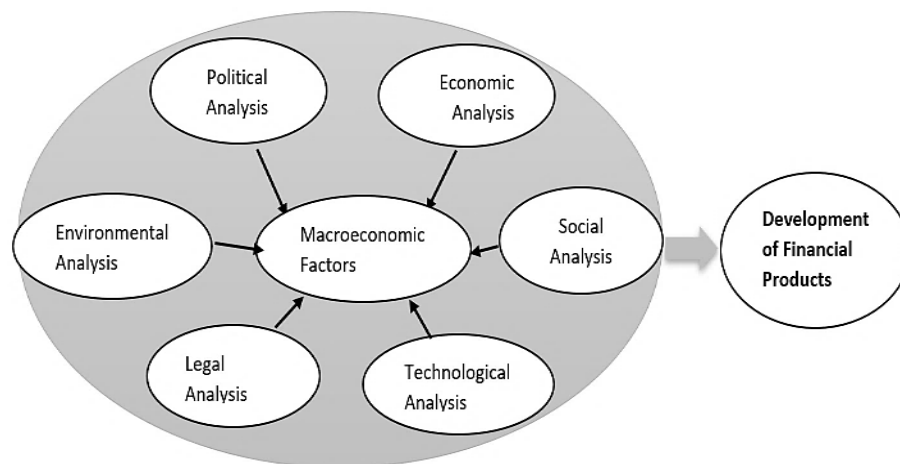 Political
Analysis
Economic
Analysis
Environmental
Analysis
Macroeconomic
Factors
Social
Analysis
Development
of Financial
Products
Legal
Analysis
Technological
Analysis